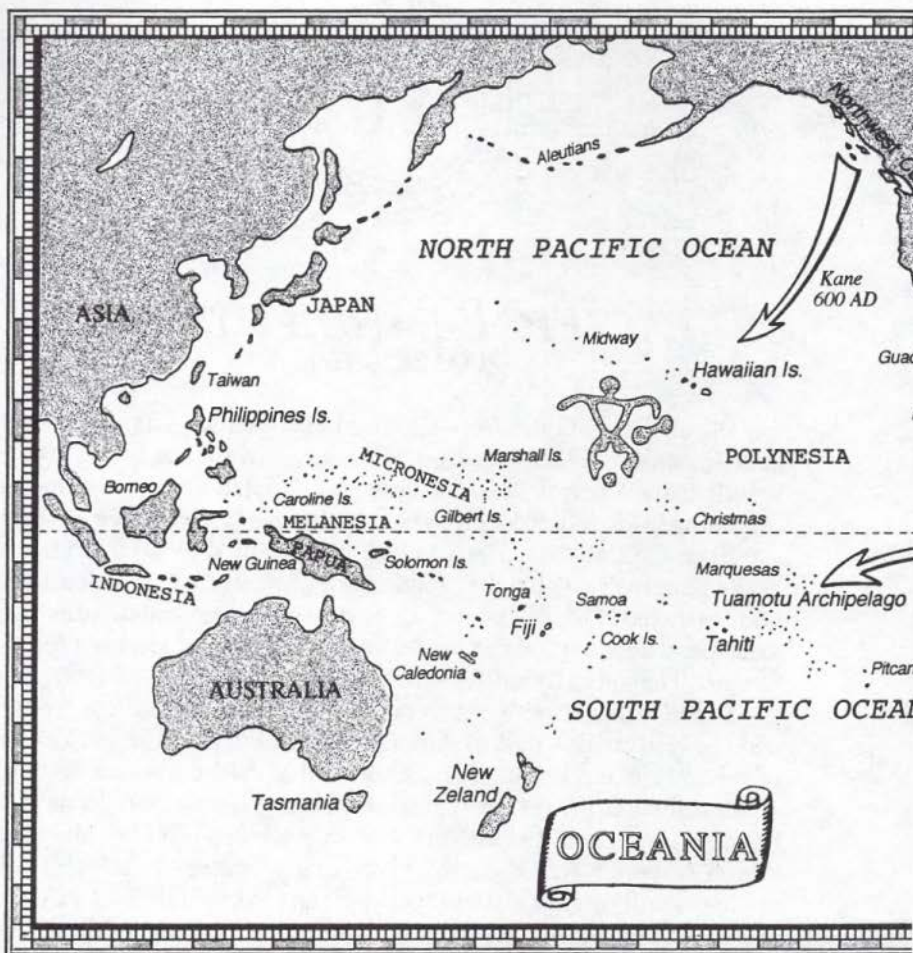 Aleutians
Northwest
NORTH PACIFIC OCEAN
Kane
600 AD
ASIA
JAPAN
Midway
Hawaiian Is.
Taiwan
Philippines Is.
MICRONESIA
Marshall Is.
POLYNESIA
Borneo
Caroline Is.
Gilbert Is.
Christmas
MELANESIA
New Guinea
PAPUA
Solomon Is.
INDONESIA
Marquesas
Tonga
Samoa
Tuamotu Archipelago
Fiji
Cook Is.
Tahiti
New
Caledonia
Pitcar
AUSTRALIA
SOUTH PACIFIC OCEAN
New
Zeland
Tasmania
OCEANIA